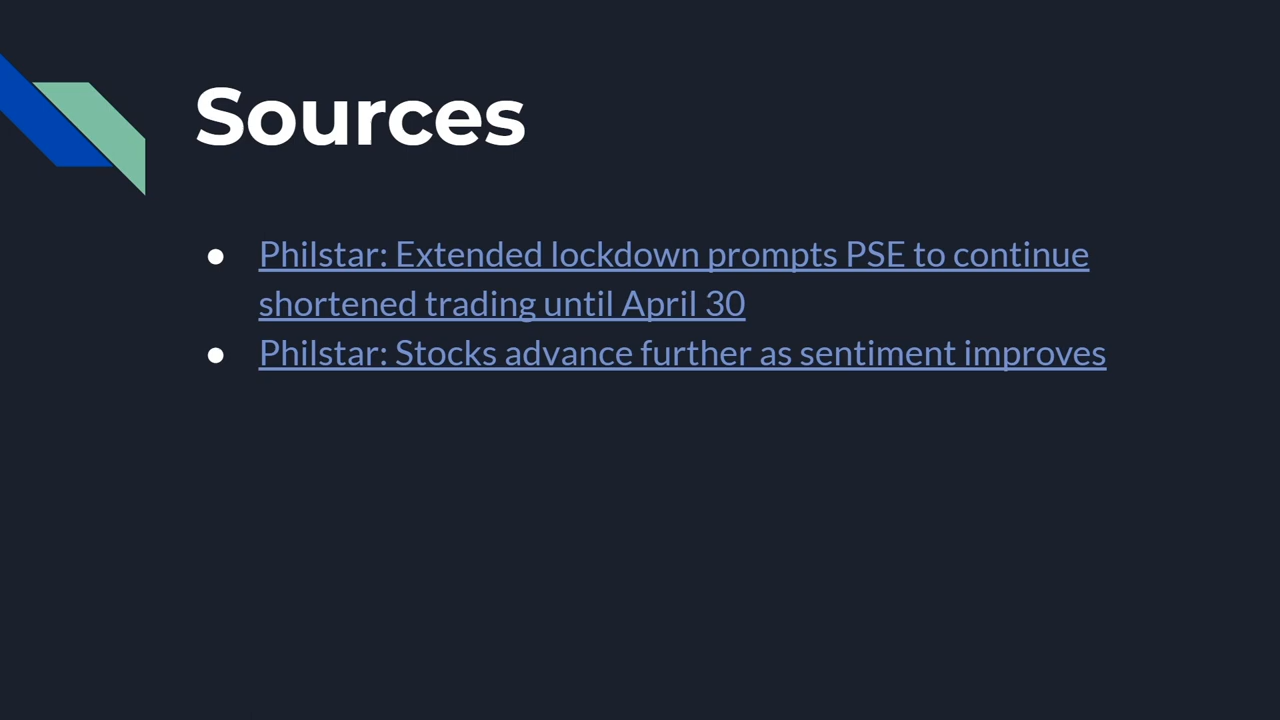 Sources
● Philstar: Extended lockdown prompts PSE to continue
shortened trading until April 30
● Philstar: Stocks advance further as sentiment improves